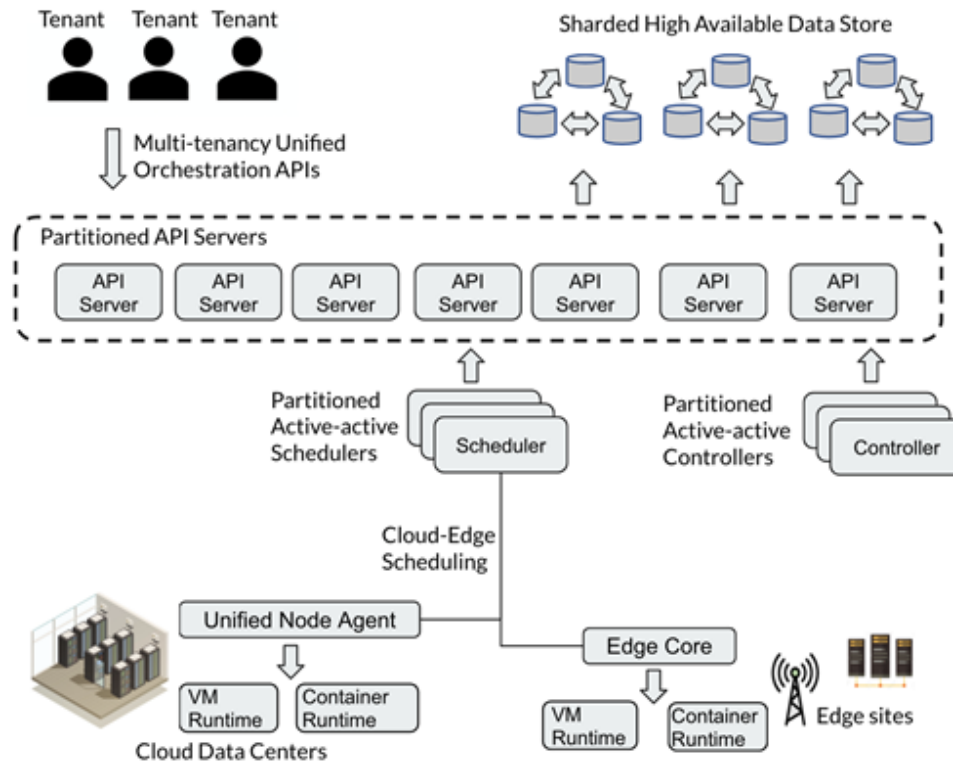 Tenant Tenant Tenant
Sharded High Available Data Store
Multi-tenancy Unified
Orchestration APIs
Partitioned API Servers
API
Server
API
Server
API
Server
API
Server
API
Server
API
Server
API
Server
Partitioned
Active-active
Schedulers
Scheduler
Partitioned
Active-active
Controllers
Controller
Cloud-Edge
Scheduling
Unified Node Agent
Edge Core
VM
Runtime
Container
Runtime
Cloud Data Centers
VM
Runtime
Container
Runtime
Edge sites